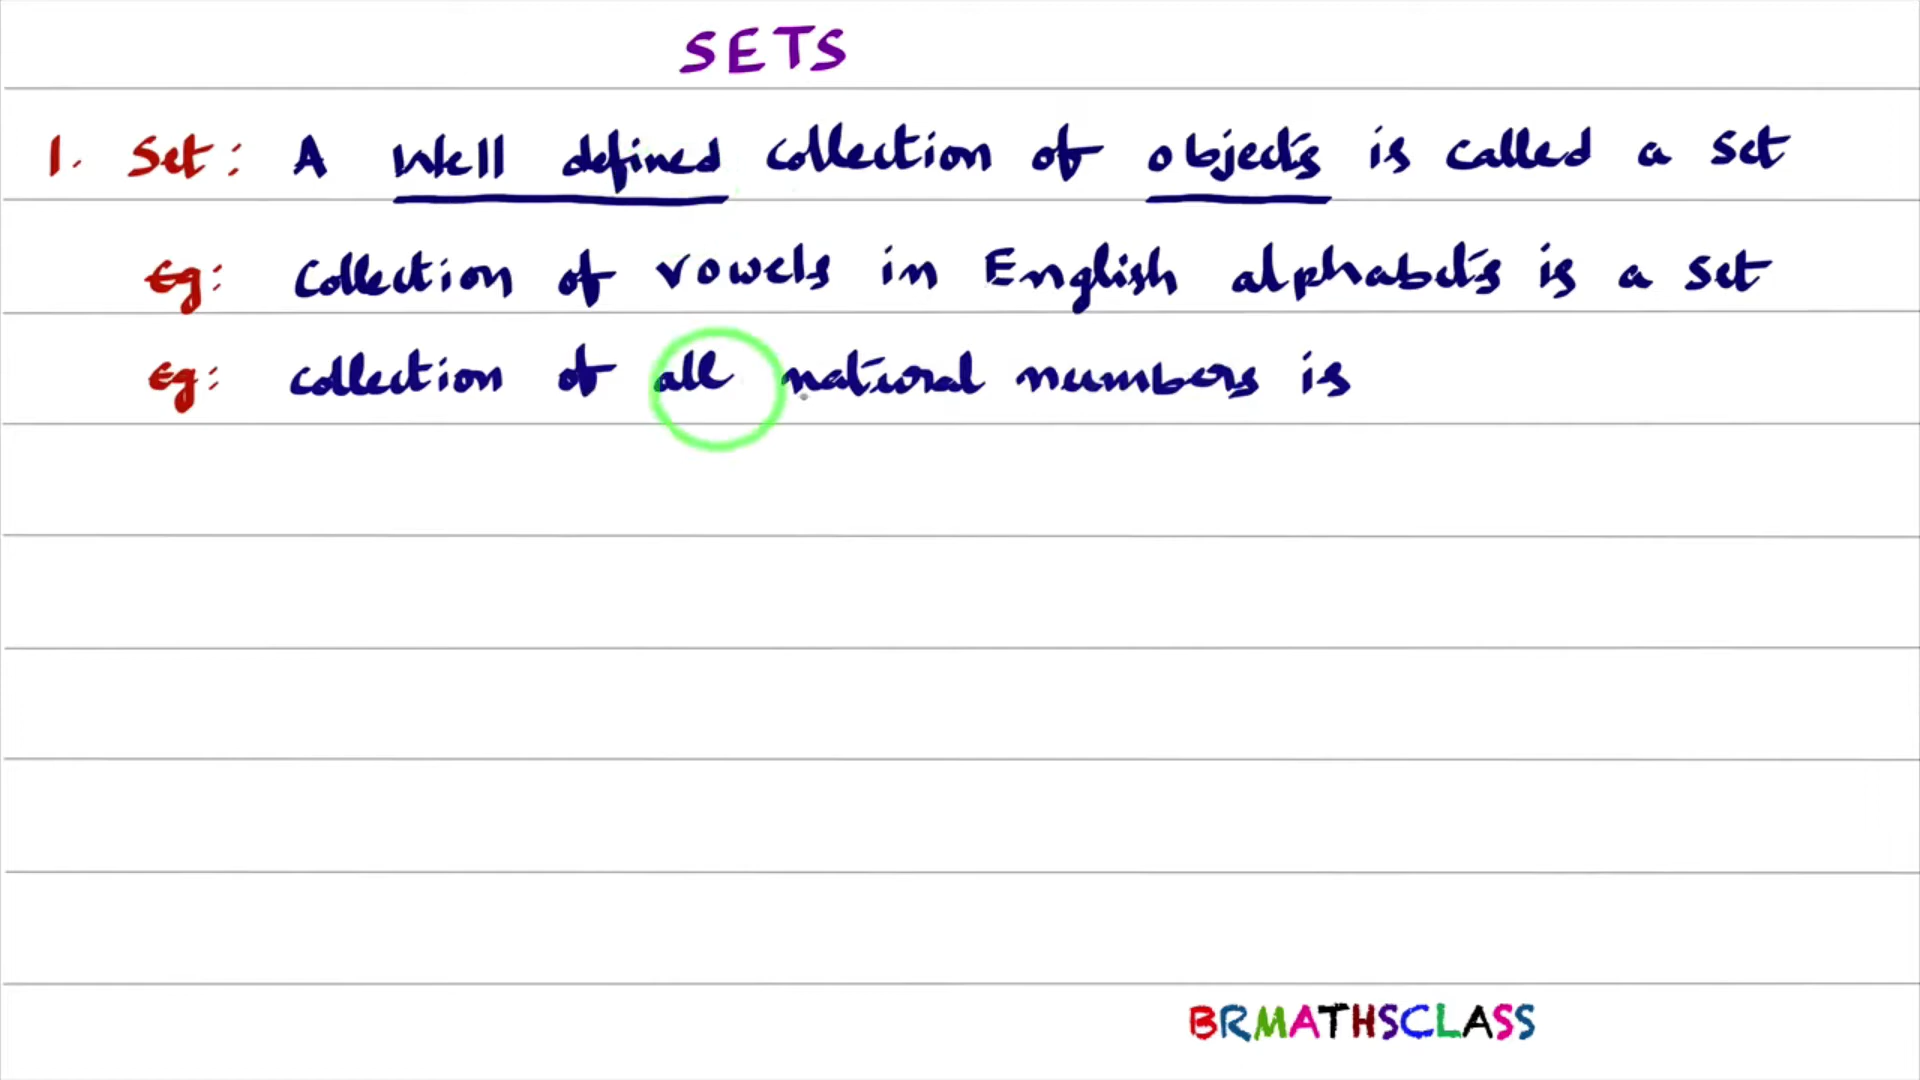 SETS
1. Set: A Well defined collection of objects is called a set
Eg: Collection of vowels in English alphabets is a set
Eg: collection of all natural numbers is
BRMATHSCLASS